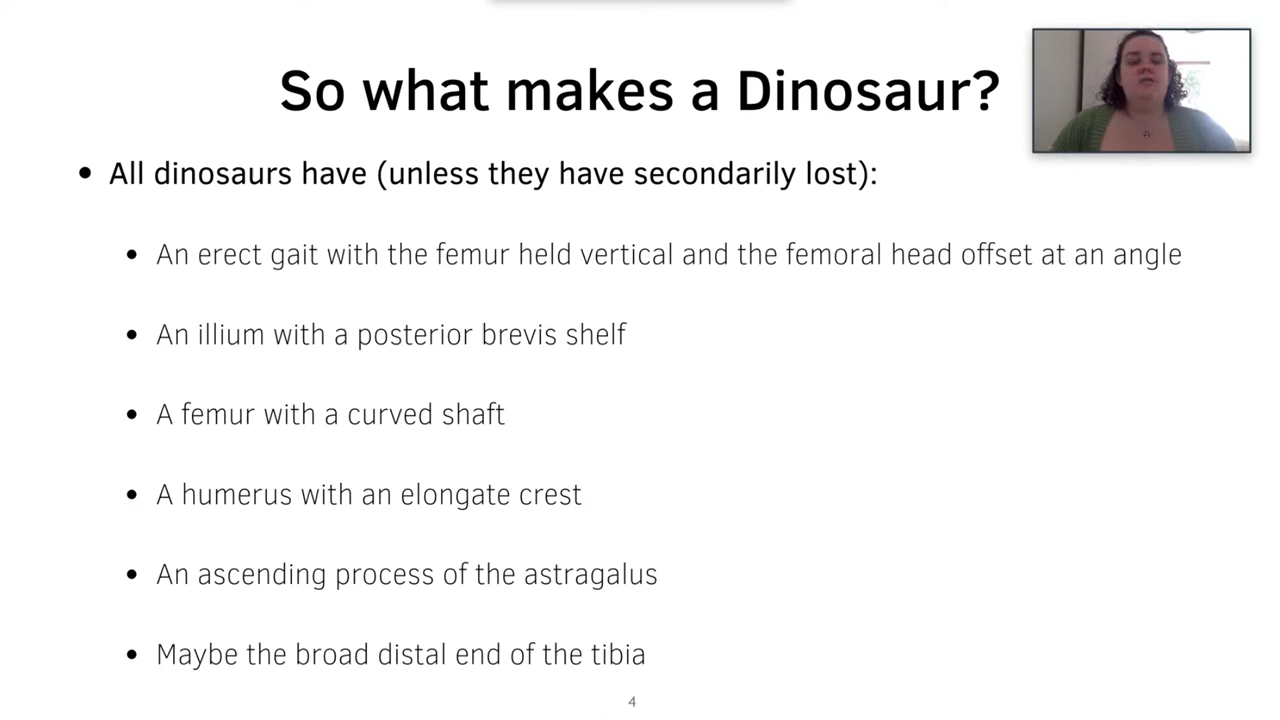 So what makes a Dinosaur?
• All dinosaurs have (unless they have secondarily lost):
• An erect gait with the femur held vertical and the femoral head offset at an angle
• An illium with a posterior brevis shelf
• A femur with a curved shaft
• A humerus with an elongate crest
• An ascending process of the astragalus
• Maybe the broad distal end of the tibia
4